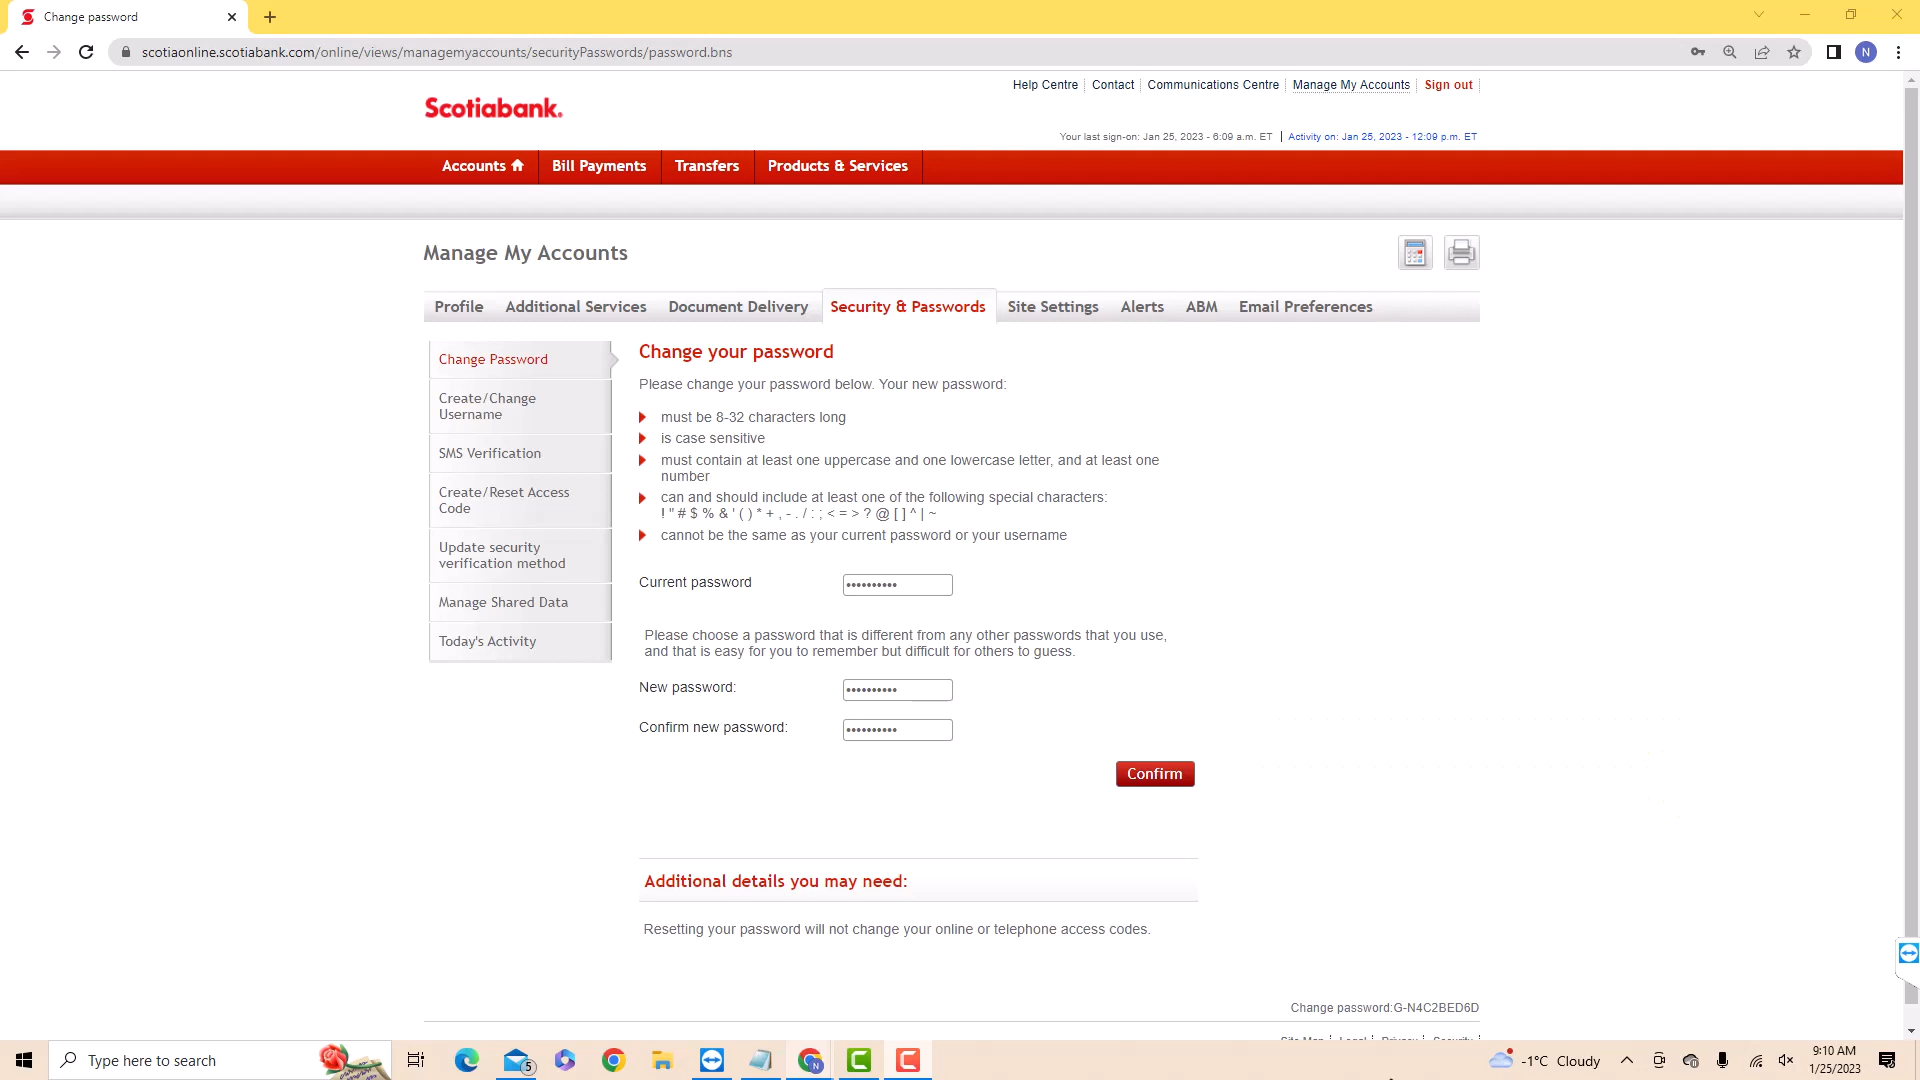 Change password
scotiaonline.scotiabank.com/online/views/managemyaccounts/securityPasswords/password.bns
N
Help Centre
Contact
Communications Centre
Manage My Accounts
Sign out
Scotiabank.
Your last sign-on: Jan 25, 2023 - 6:09 a.m. ET
Activity on: Jan 25, 2023 - 12:09 p.m. ET
Accounts
Bill Payments
Transfers
Products & Services
Manage My Accounts
Profile
Additional Services
Document Delivery
Security & Passwords
Site Settings
Alerts
ABM
Email Preferences
Change Password
Create/Change
Username
SMS Verification
Create/Reset Access
Code
Update security
verification method
Manage Shared Data
Today's Activity
Change your password
Please change your password below. Your new password:
must be 8-32 characters long
is case sensitive
must contain at least one uppercase and one lowercase letter, and at least one
number
can and should include at least one of the following special characters:
! " # $ % & ' ( ) * + , - . / : ; < = > ? @ [ ] ^ | ~
cannot be the same as your current password or your username
Current password
••••••••••
Please choose a password that is different from any other passwords that you use,
and that is easy for you to remember but difficult for others to guess.
New password:
••••••••••
Confirm new password:
••••••••••
Confirm
Additional details you may need:
Resetting your password will not change your online or telephone access codes.
Change password:G-N4C2BED6D
Type here to search
5
N
-1°C Cloudy
9:10 AM
1/25/2023